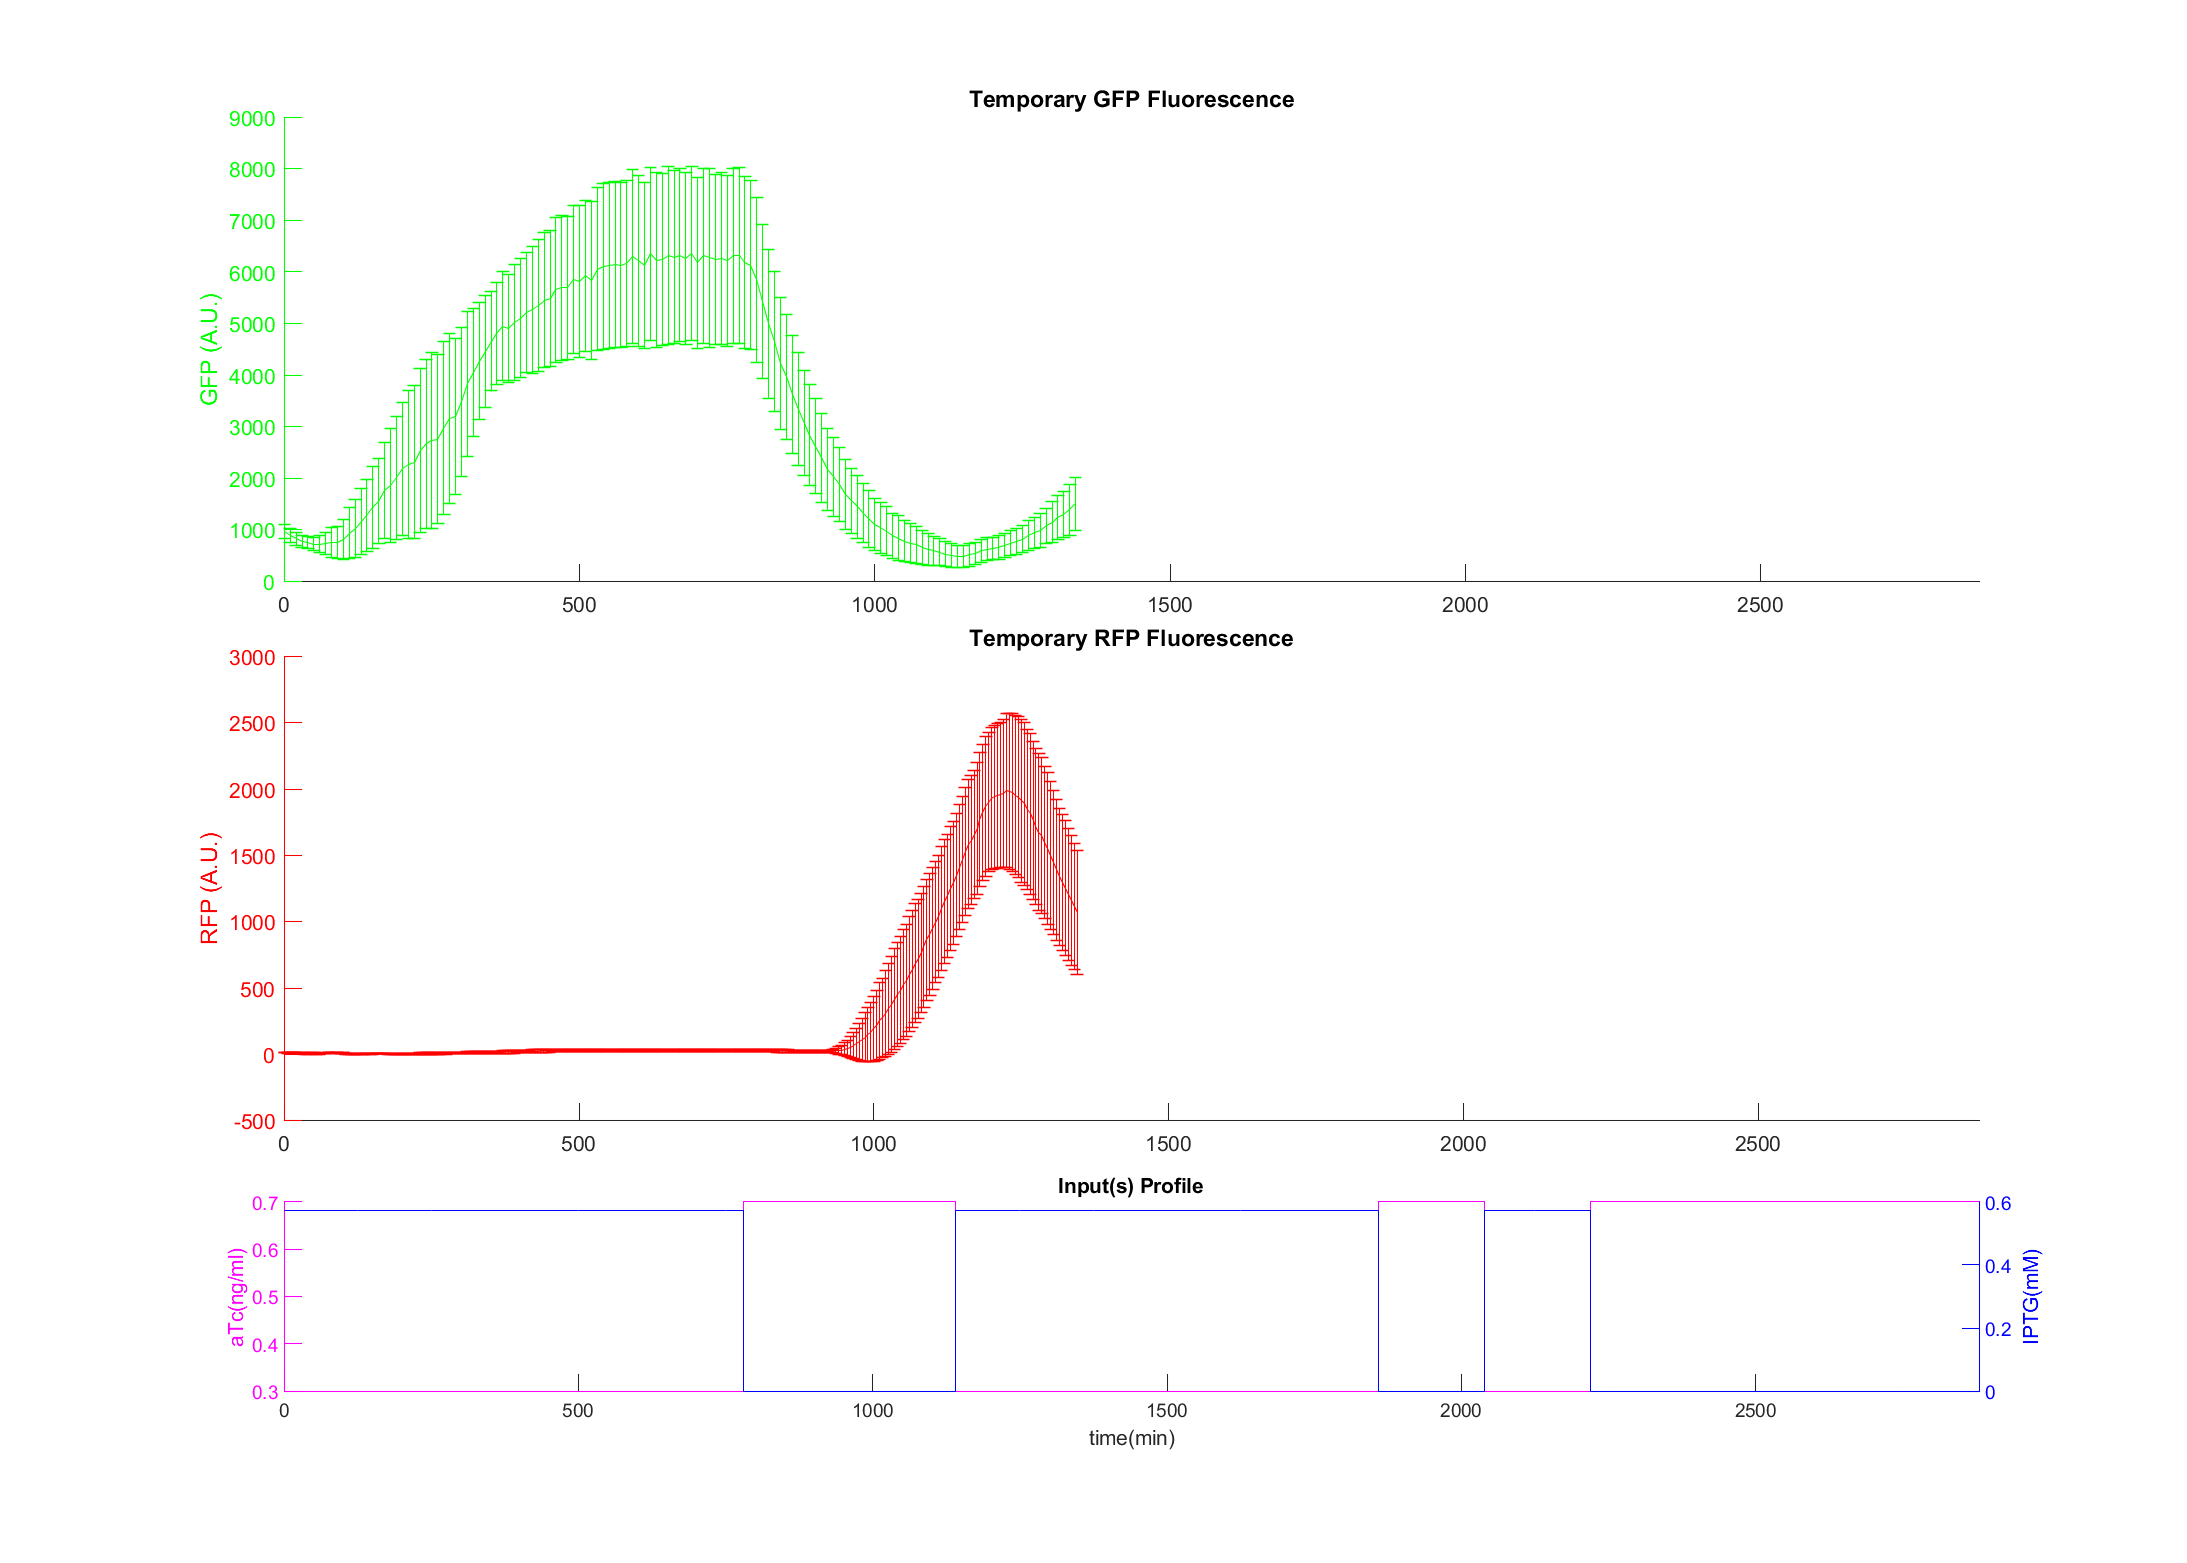 Temporary GFP Fluorescence
9000
8000
7000
6000
5000
4000
3000
2000
1000
0
GFP (A.U.)
0 500 1000 1500 2000 2500
Temporary RFP Fluorescence
3000
2500
2000
1500
1000
500
0
-500
RFP (A.U.)
0 500 1000 1500 2000 2500
Input(s) Profile
0.7
0.6
0.5
0.4
0.3
aTc(ng/ml)
0.6
0.4
0.2
0
IPTG(mM)
0 500 1000 1500 2000 2500
time(min)